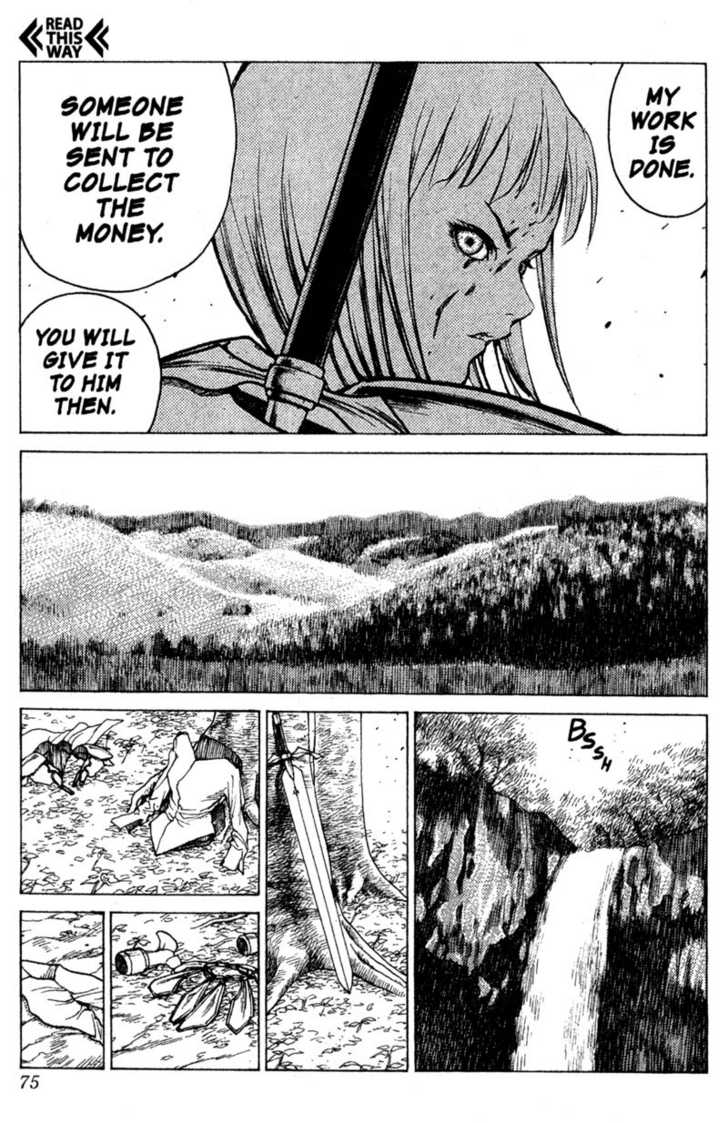 READ
THIS
WAY
MY
WORK
IS
DONE.
SOMEONE
WILL BE
SENT TO
COLLECT
THE
MONEY.
YOU WILL
GIVE IT
TO HIM
THEN.
BSSH
75